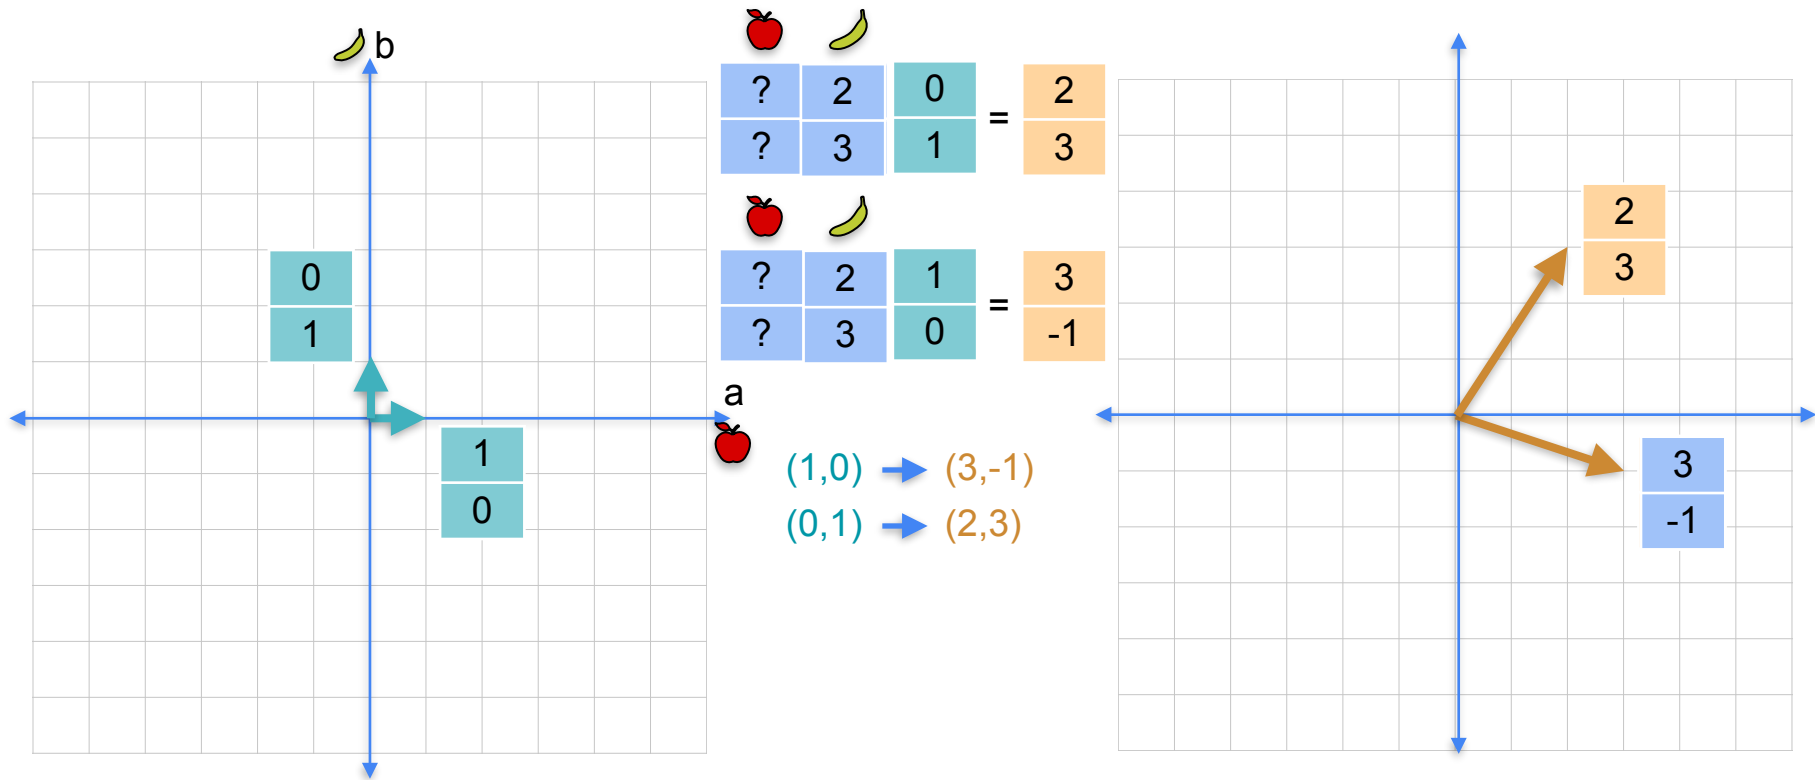 b
? 2 0 = 2
? 3 1 3
? 2 1 = 3
? 3 0 -1
0
1
a
1
0
(1,0) (3,-1)
(0,1) (2,3)
2
3
3
-1